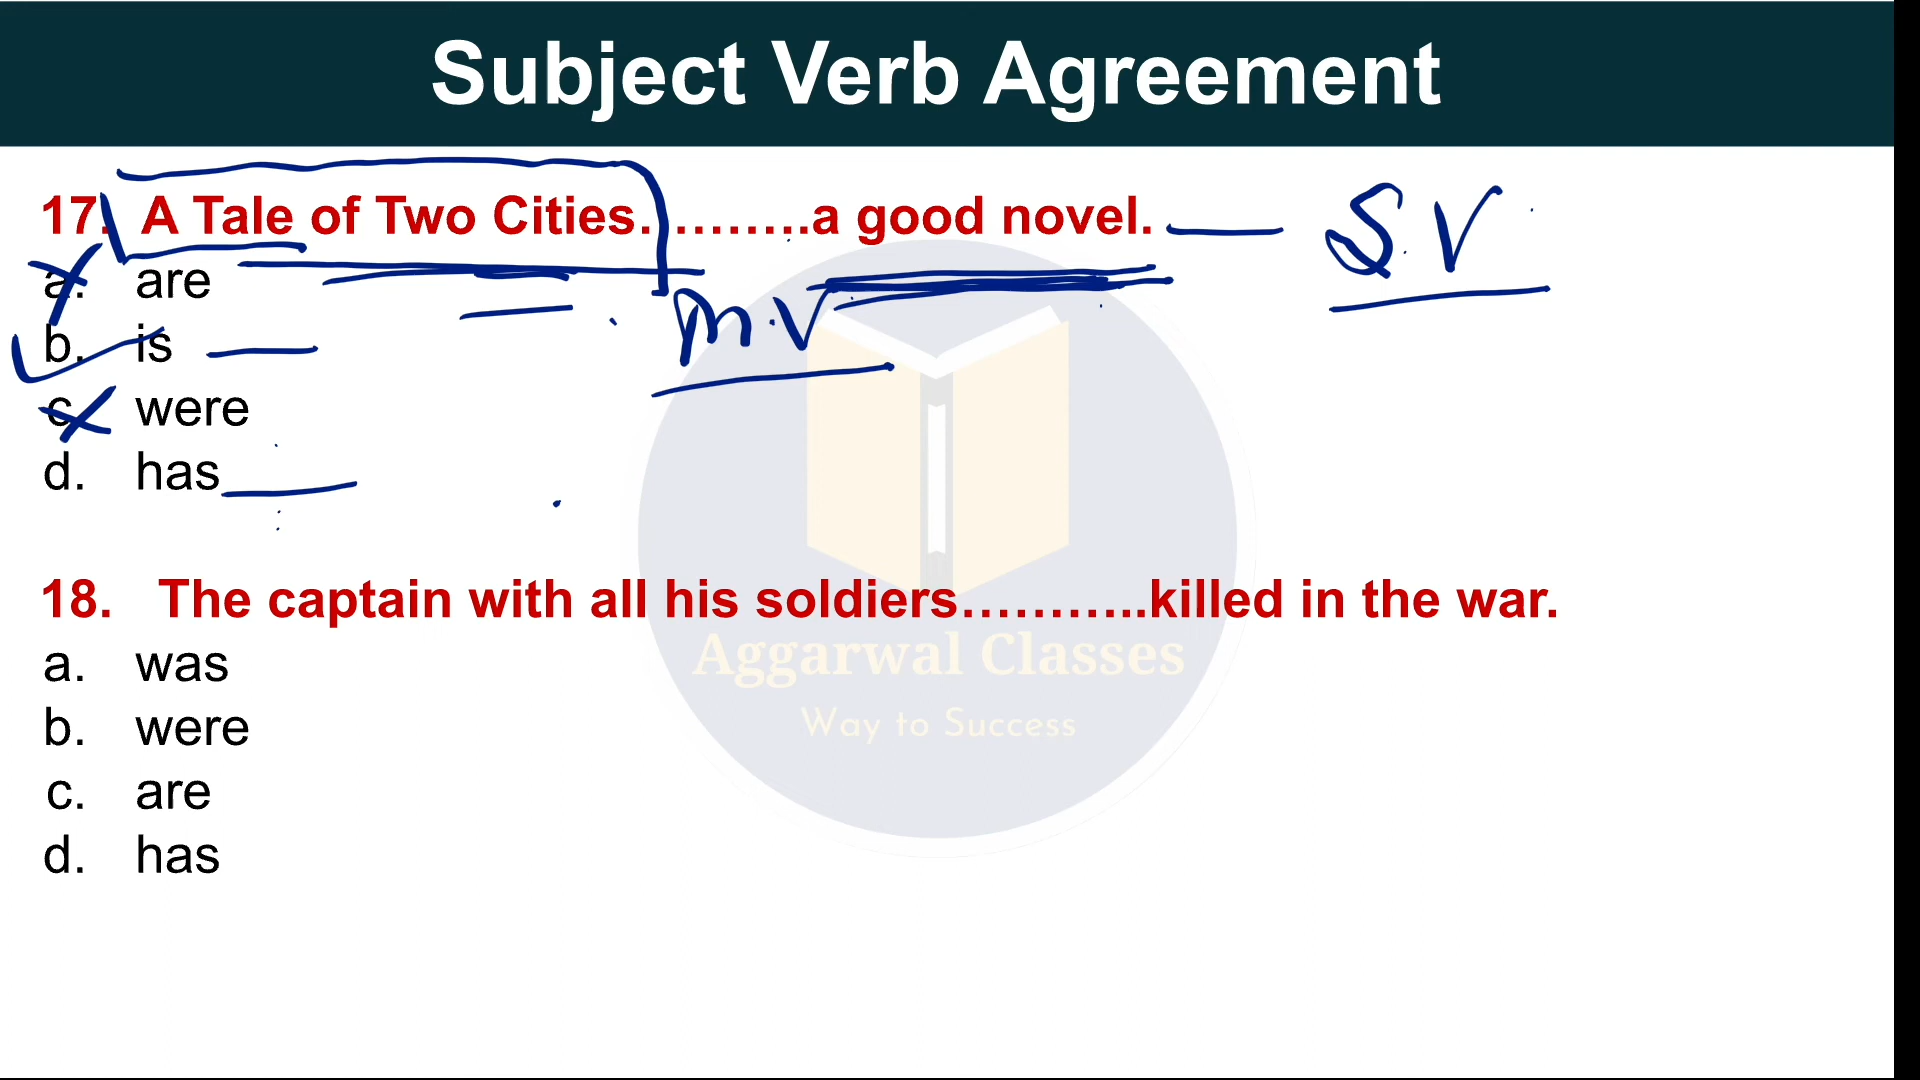 Subject Verb Agreement
17. A Tale of Two Cities……….a good novel. S.V
a. are
m.v
b. is
c. were
d. has
18. The captain with all his soldiers………..killed in the war.
Aggarwal Classes
a. was
Way to Success
b. were
c. are
d. has